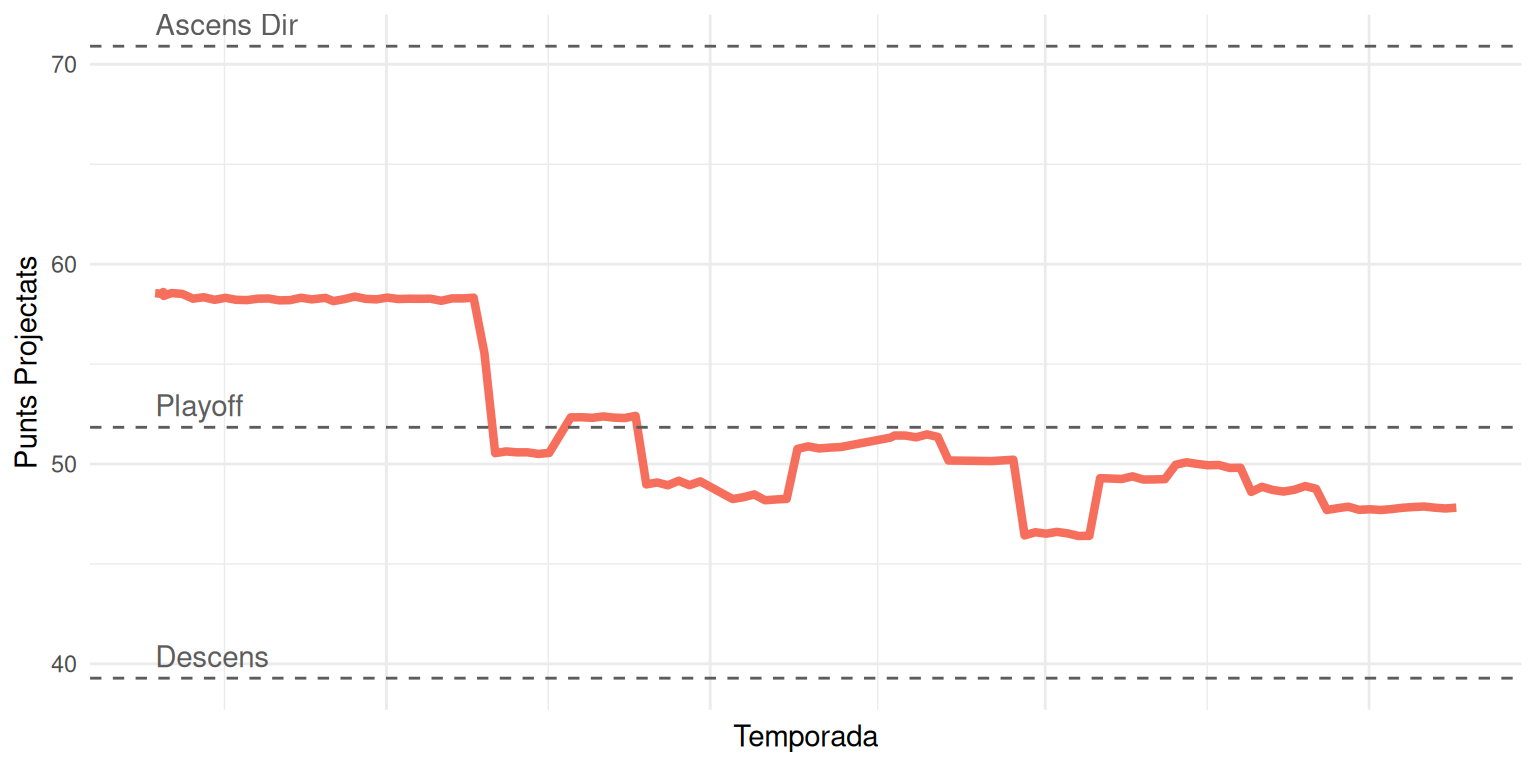 Ascens Dir
70
60
Playoff
50
Descens
40
Punts Projectats
Temporada